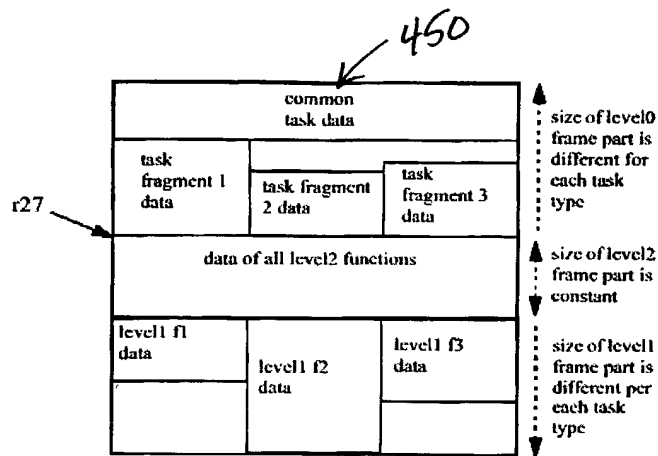 450
common
task data
task
fragment 1
data
task fragment
2 data
task
fragment 3
data
size of level0
frame part is
different for
each task
type
r27
data of all level2 functions
size of level2
frame part is
constant
level1 f1
data
level1 f2
data
level1 f3
data
size of level1
frame part is
different per
each task
type